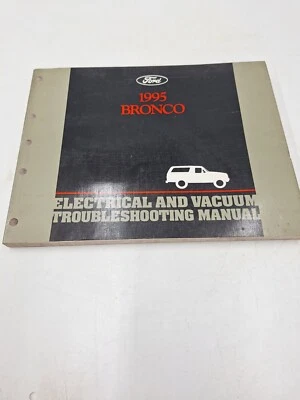 Ford
1995
BRONCO
ELECTRICAL AND VACUUM
TROUBLESHOOTING MANUAL